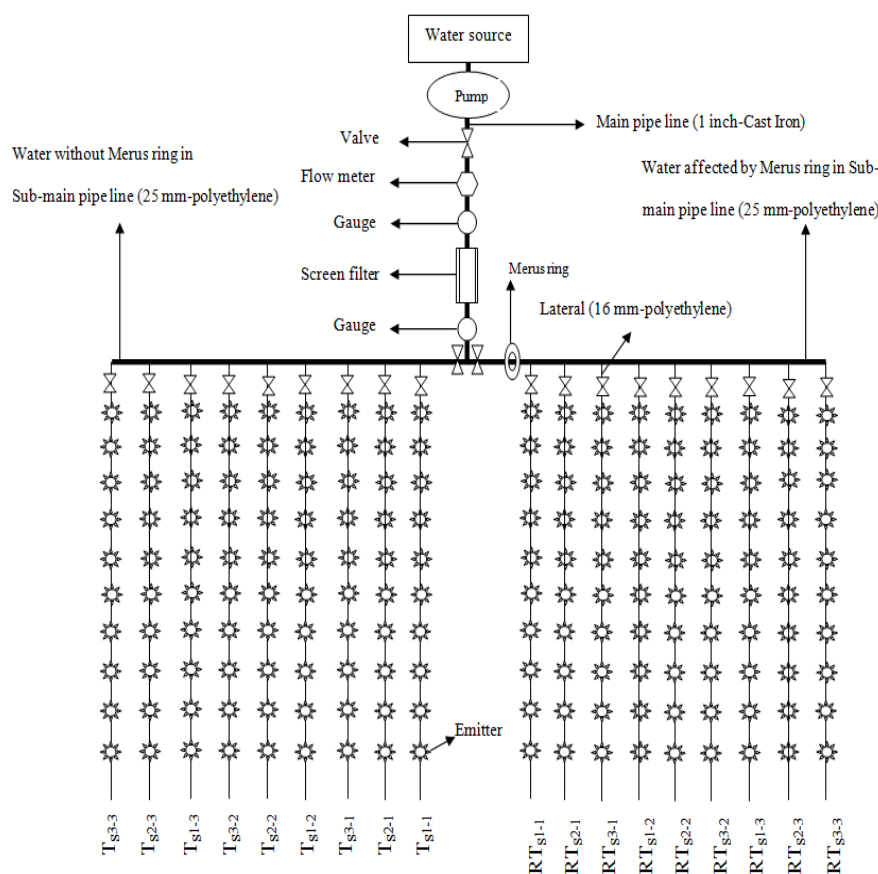 Water source
Pump
Main pipe line (1 inch-Cast Iron)
Valve
Water without Merus ring in
Sub-main pipe line (25 mm-polyethylene)
Flow meter
Water affected by Merus ring in Sub-
main pipe line (25 mm-polyethylene)
Gauge
Screen filter
Merus ring
Lateral (16 mm-polyethylene)
Gauge
Emitter
Ts3-3
Ts2-3
Ts1-3
Ts3-2
Ts2-2
Ts1-2
Ts3-1
Ts2-1
Ts1-1
RTs1-1
RTs2-1
RTs3-1
RTs1-2
RTs2-2
RTs3-2
RTs1-3
RTs2-3
RTs3-3